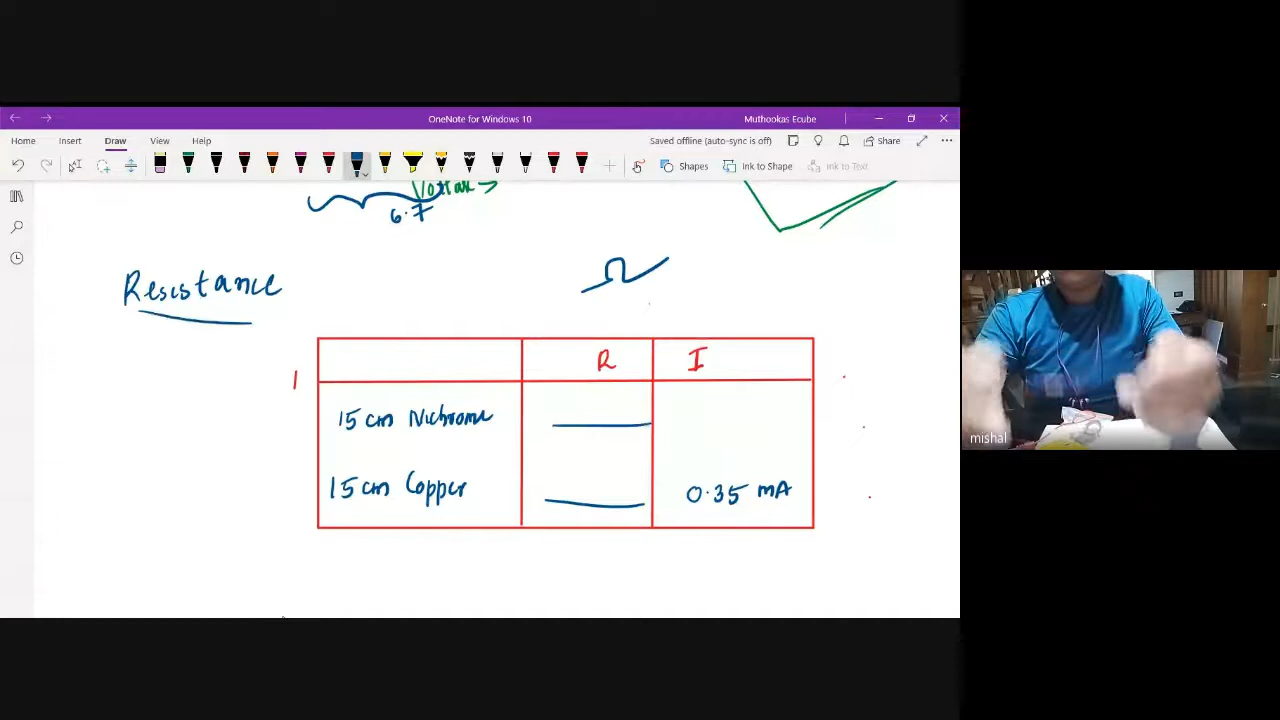 OneNote for Windows 10
Muthookas Ecube
Home Insert Draw View Help
Saved offline (auto-sync is off)
Share
Shapes
Ink to Shape
Ink to Text
6.7
Resistance
Ω
R I
1
15 cm Nichrome
15 cm Copper 0.35 mA
mishal